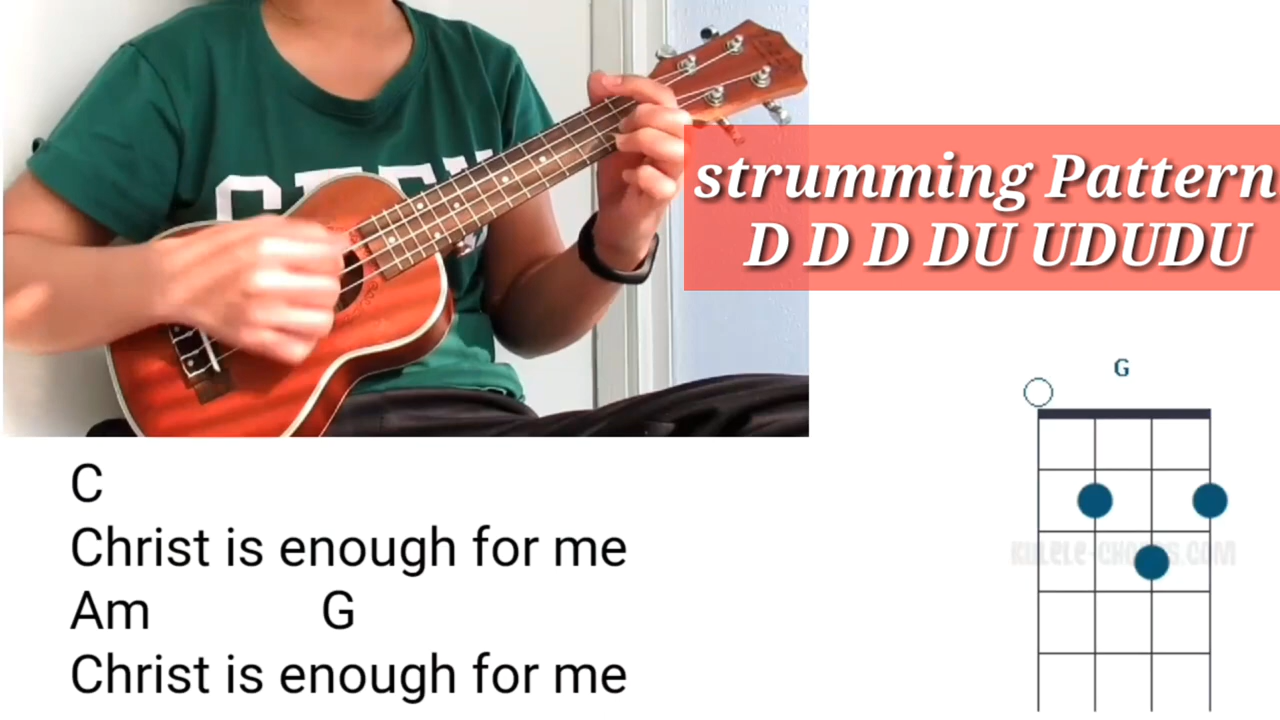 strumming Pattern
D D D DU UDUDU
G
C
Christ is enough for me
Am G
Christ is enough for me